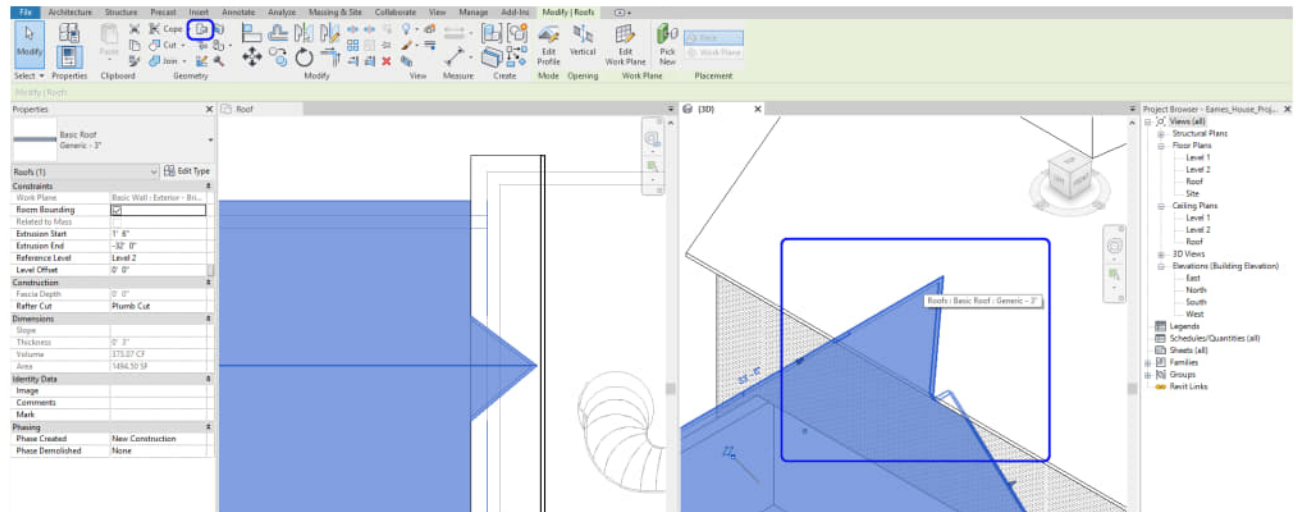 File Architecture Structure Precast Insert Annotate Analyze Massing & Site Collaborate View Manage Add-Ins Modify | Roofs
Modify
Paste
Cope
Cut
Join
Edit Profile
Vertical
Edit Work Plane
Pick New
Face
Work Plane
Select Properties Clipboard Geometry Modify View Measure Create Mode Opening Work Plane Placement
Modify | Roofs
Properties
Basic Roof
Generic - 3"
Roofs (1)
Edit Type
Constraints
Work Plane Basic Wall : Exterior - Bri...
Room Bounding
Related to Mass
Extrusion Start 1' 6"
Extrusion End -32' 0"
Reference Level Level 2
Level Offset 0' 0"
Construction
Fascia Depth 0' 0"
Rafter Cut Plumb Cut
Dimensions
Slope
Thickness 0' 3"
Volume 373.07 CF
Area 1494.50 SF
Identity Data
Image
Comments
Mark
Phasing
Phase Created New Construction
Phase Demolished None
Roof
{3D}
TOP
FRONT
Roofs : Basic Roof : Generic - 3"
Project Browser - Eames_House_Proj...
Views (all)
Structural Plans
Floor Plans
Level 1
Level 2
Roof
Site
Ceiling Plans
Level 1
Level 2
Roof
3D Views
Elevations (Building Elevation)
East
North
South
West
Legends
Schedules/Quantities (all)
Sheets (all)
Families
Groups
Revit Links